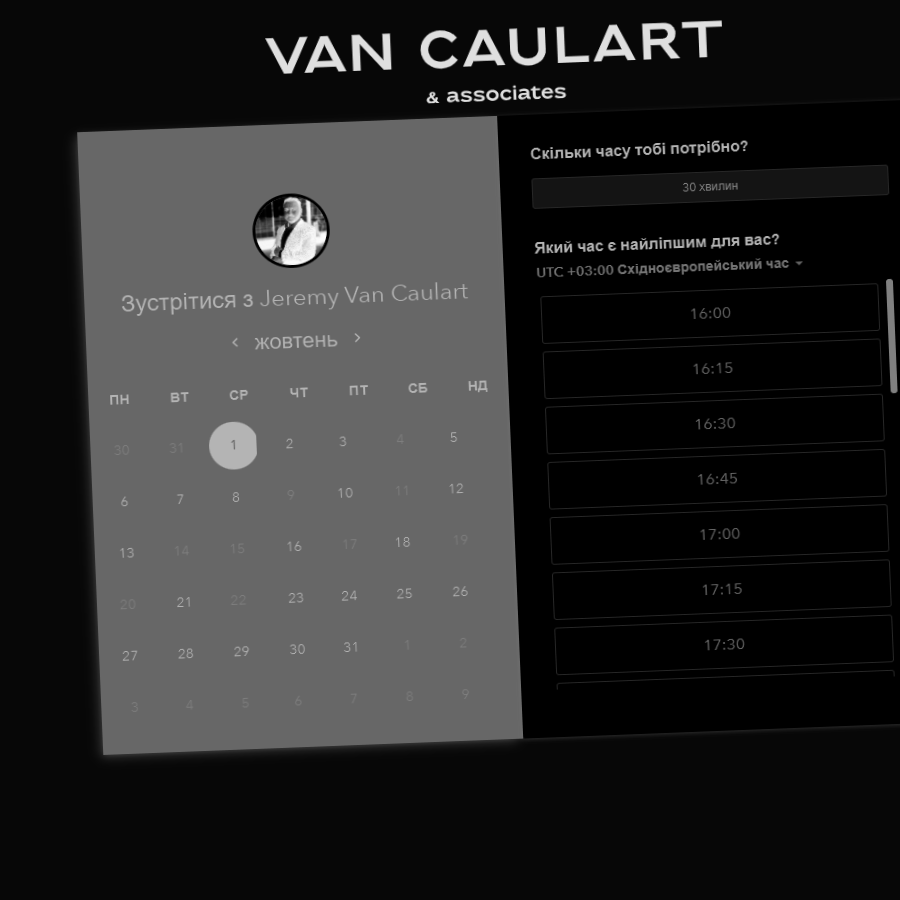 VAN CAULART
& associates
Зустрітися з Jeremy Van Caulart
жовтень
ПН ВТ СР ЧТ ПТ СБ НД
30 31 1 2 3 4 5
6 7 8 9 10 11 12
13 14 15 16 17 18 19
20 21 22 23 24 25 26
27 28 29 30 31 1 2
3 4 5 6 7 8 9
Скільки часу тобі потрібно?
30 хвилин
Який час є найліпшим для вас?
UTC +03:00 Східноєвропейський час
16:00
16:15
16:30
16:45
17:00
17:15
17:30